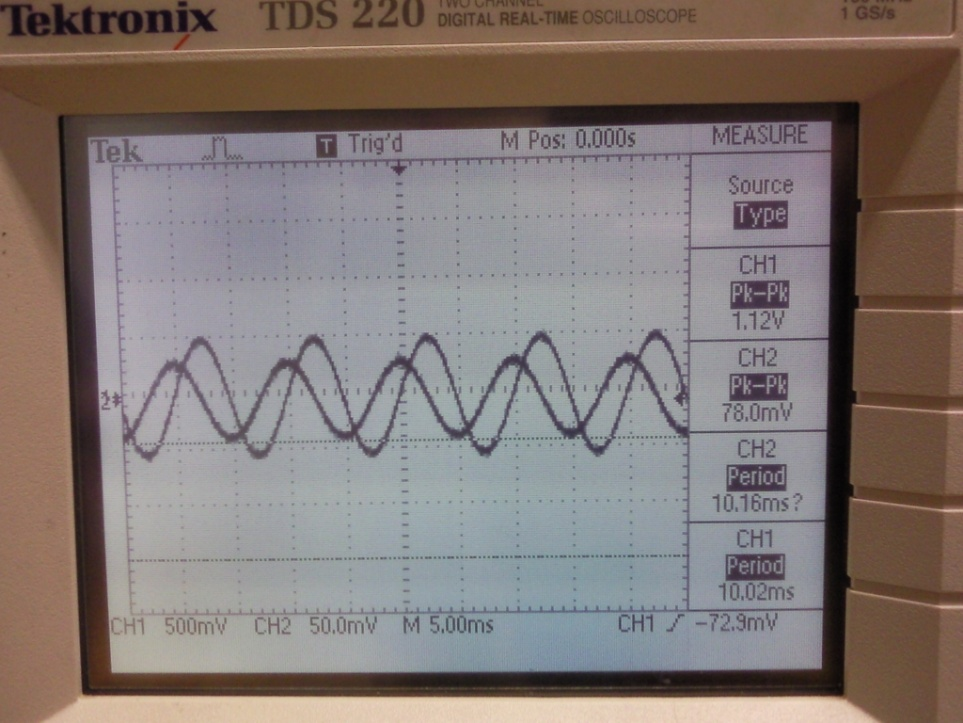 Tektronix TDS 220 TWO CHANNEL
DIGITAL REAL-TIME OSCILLOSCOPE
1 GS/s
Tek T Trig'd M Pos: 0.000s MEASURE
Source
Type
CH1
Pk-Pk
1.12V
CH2
Pk-Pk
78.0mV
CH2
Period
10.16ms?
CH1
Period
10.02ms
2
CH1 500mV CH2 50.0mV M 5.00ms CH1 -72.9mV